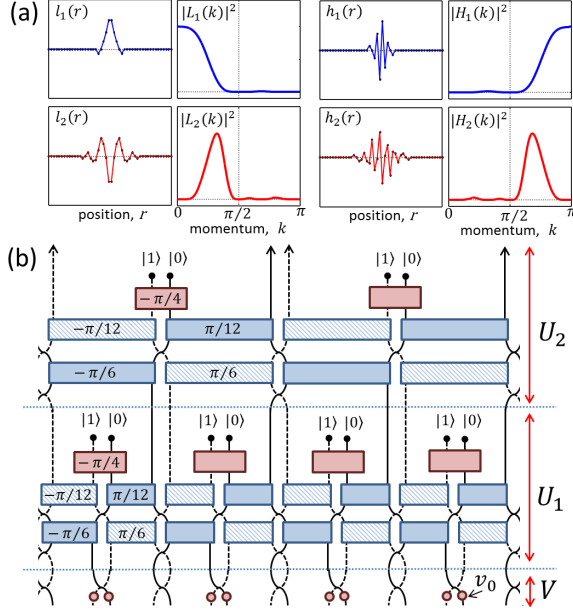 (a)
l₁(r) |L₁(k)|² h₁(r) |H₁(k)|²
l₂(r) |L₂(k)|² h₂(r) |H₂(k)|²
0 π/2 π 0 π/2 π
position, r momentum, k position, r momentum, k
(b)
|1⟩ |0⟩ |1⟩ |0⟩
−π/4
−π/12 π/12
U₂
−π/6 π/6
|1⟩ |0⟩ |1⟩ |0⟩ |1⟩ |0⟩ |1⟩ |0⟩
−π/4
−π/12 π/12
U₁
−π/6 π/6
v₀ V